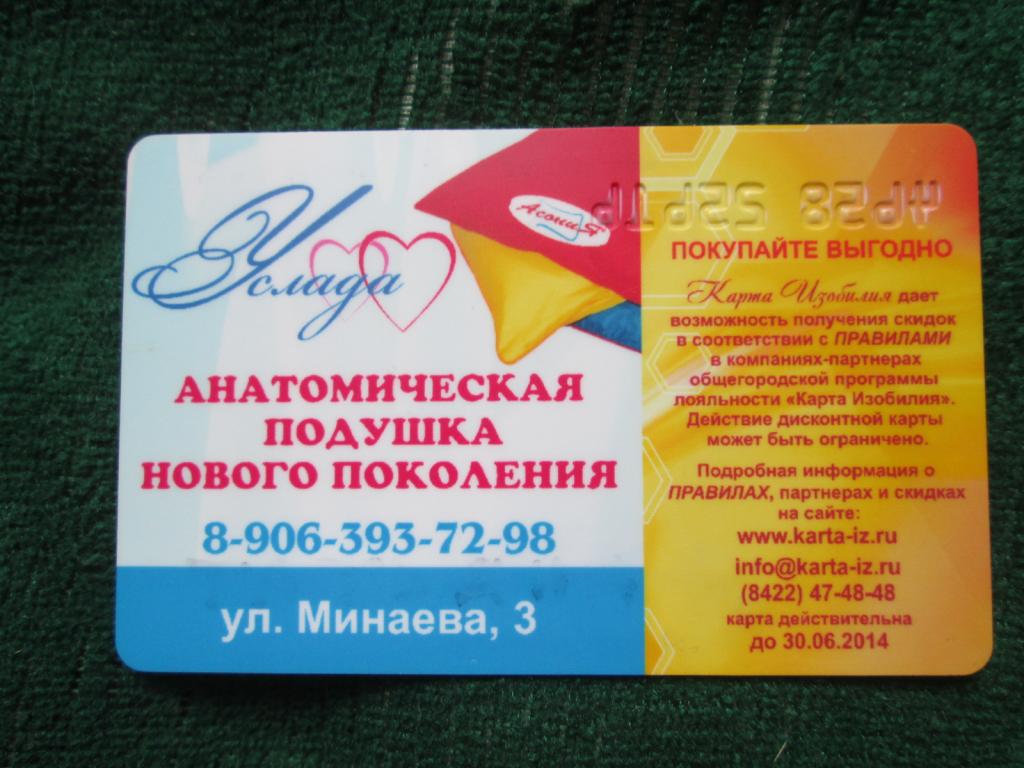 Услада
АсониЯ
АНАТОМИЧЕСКАЯ
ПОДУШКА
НОВОГО ПОКОЛЕНИЯ
8-906-393-72-98
ул. Минаева, 3
ПОКУПАЙТЕ ВЫГОДНО
Карта Изобилия дает
возможность получения скидок
в соответствии с ПРАВИЛАМИ
в компаниях-партнерах
общегородской программы
лояльности «Карта Изобилия».
Действие дисконтной карты
может быть ограничено.
Подробная информация о
ПРАВИЛАХ, партнерах и скидках
на сайте:
www.karta-iz.ru
info@karta-iz.ru
(8422) 47-48-48
карта действительна
до 30.06.2014